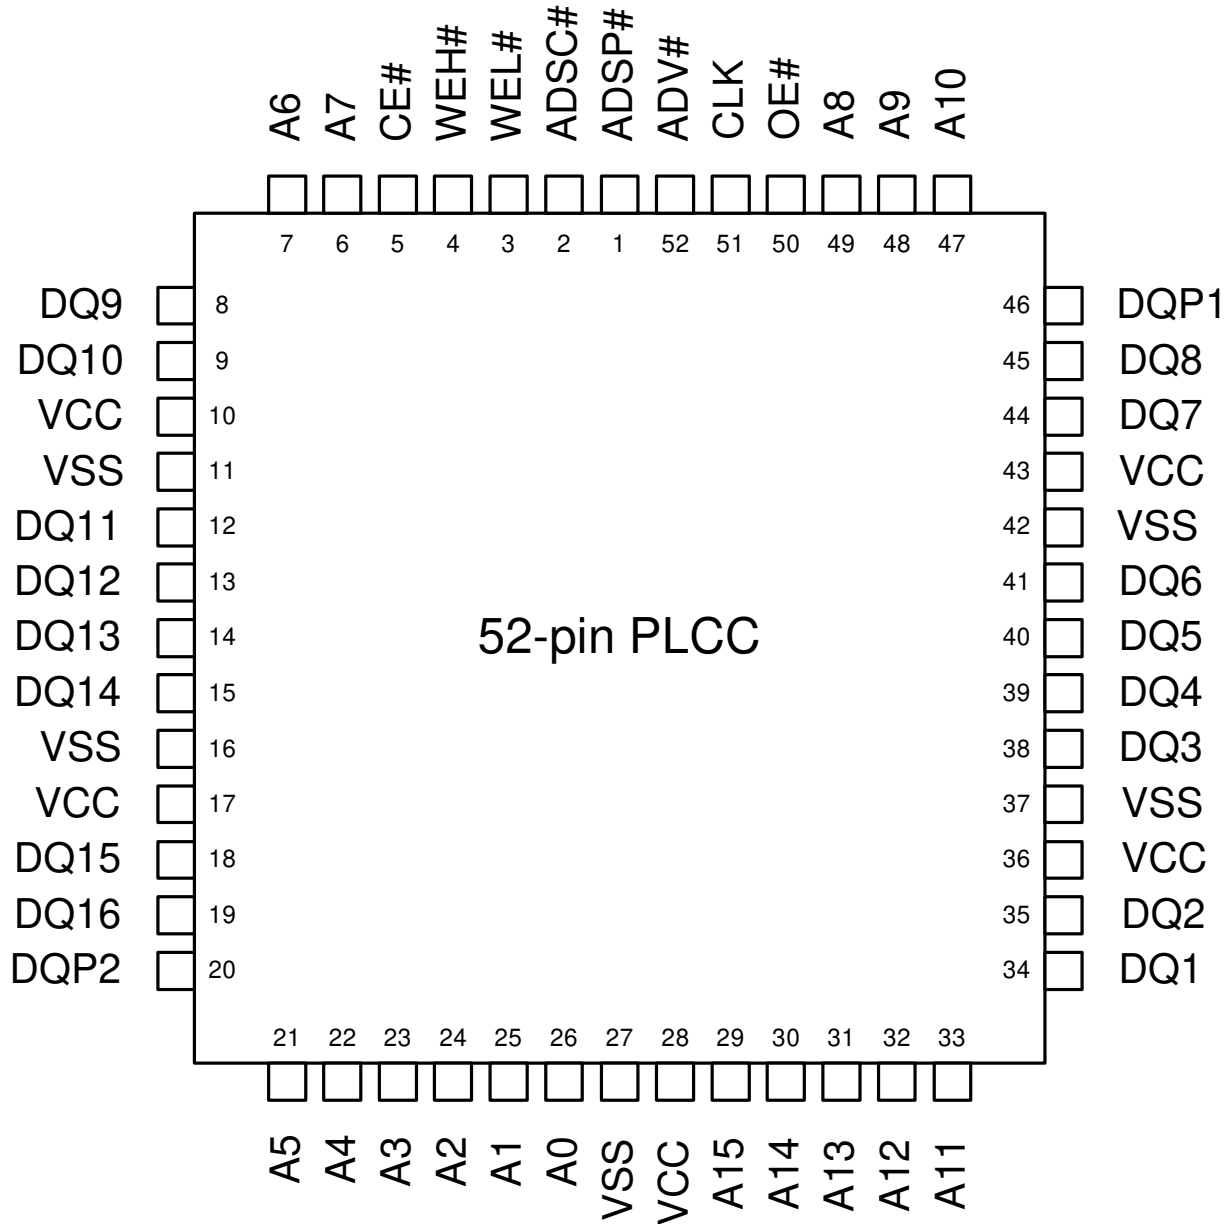 A6 A7 CE# WEH# WEL# ADSC# ADSP# ADV# CLK OE# A8 A9 A10
7 6 5 4 3 2 1 52 51 50 49 48 47
DQ9 8 46 DQP1
DQ10 9 45 DQ8
VCC 10 44 DQ7
VSS 11 43 VCC
DQ11 12 42 VSS
DQ12 13 41 DQ6
DQ13 14 52-pin PLCC 40 DQ5
DQ14 15 39 DQ4
VSS 16 38 DQ3
VCC 17 37 VSS
DQ15 18 36 VCC
DQ16 19 35 DQ2
DQP2 20 34 DQ1
21 22 23 24 25 26 27 28 29 30 31 32 33
A5 A4 A3 A2 A1 A0 VSS VCC A15 A14 A13 A12 A11